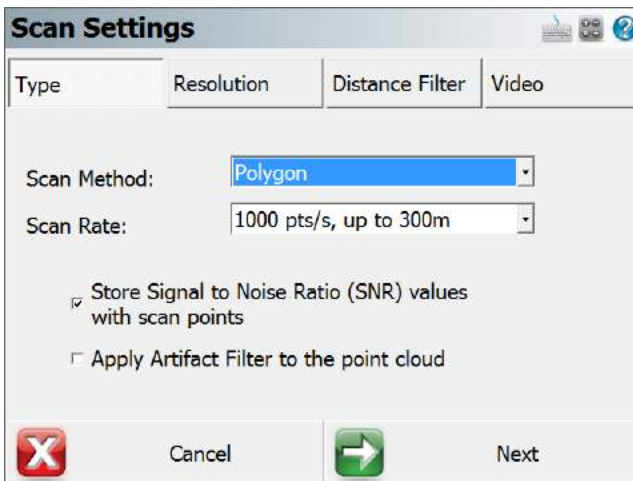 Scan Settings
Type
Resolution
Distance Filter
Video
Scan Method:
Polygon
Scan Rate:
1000 pts/s, up to 300m
Store Signal to Noise Ratio (SNR) values
with scan points
Apply Artifact Filter to the point cloud
Cancel
Next